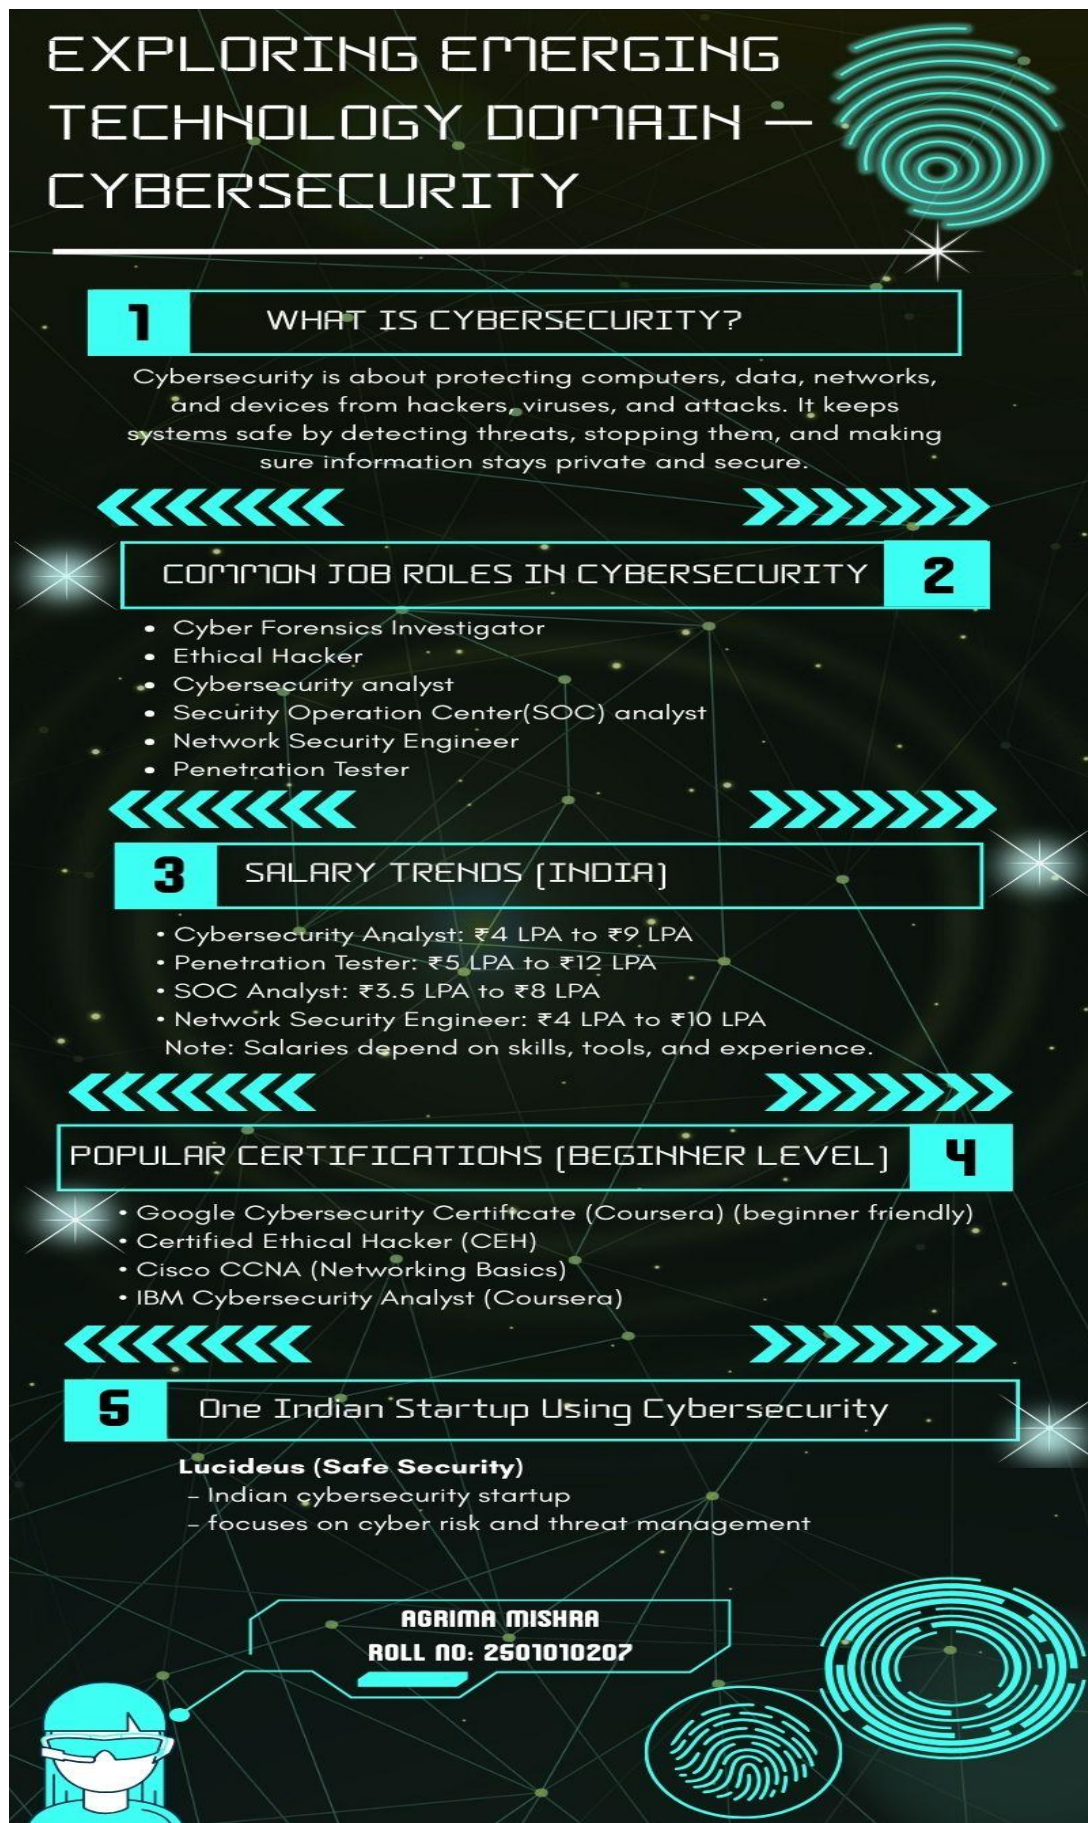 EXPLORING EMERGING
TECHNOLOGY DOMAIN –
CYBERSECURITY
1
WHAT IS CYBERSECURITY?
Cybersecurity is about protecting computers, data, networks,
and devices from hackers, viruses, and attacks. It keeps
systems safe by detecting threats, stopping them, and making
sure information stays private and secure.
COMMON JOB ROLES IN CYBERSECURITY
2
• Cyber Forensics Investigator
• Ethical Hacker
• Cybersecurity analyst
• Security Operation Center(SOC) analyst
• Network Security Engineer
• Penetration Tester
3
SALARY TRENDS (INDIA)
• Cybersecurity Analyst: ₹4 LPA to ₹9 LPA
• Penetration Tester: ₹5 LPA to ₹12 LPA
• SOC Analyst: ₹3.5 LPA to ₹8 LPA
• Network Security Engineer: ₹4 LPA to ₹10 LPA
Note: Salaries depend on skills, tools, and experience.
POPULAR CERTIFICATIONS (BEGINNER LEVEL)
4
• Google Cybersecurity Certificate (Coursera) (beginner friendly)
• Certified Ethical Hacker (CEH)
• Cisco CCNA (Networking Basics)
• IBM Cybersecurity Analyst (Coursera)
5
One Indian Startup Using Cybersecurity
Lucideus (Safe Security)
– Indian cybersecurity startup
– focuses on cyber risk and threat management
AGRIMA MISHRA
ROLL NO: 2501010207